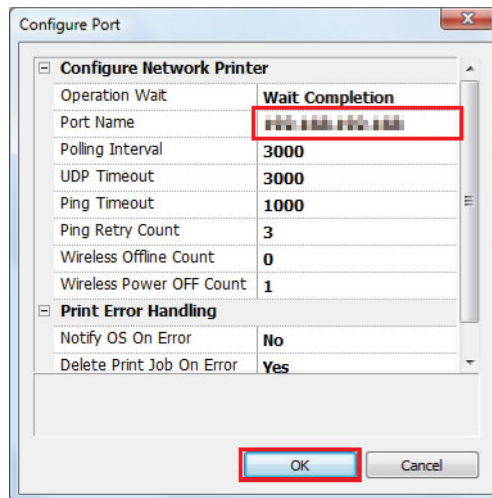 Configure Port
Configure Network Printer
Operation Wait Wait Completion
Port Name
Polling Interval 3000
UDP Timeout 3000
Ping Timeout 1000
Ping Retry Count 3
Wireless Offline Count 0
Wireless Power OFF Count 1
Print Error Handling
Notify OS On Error No
Delete Print Job On Error Yes
OK Cancel